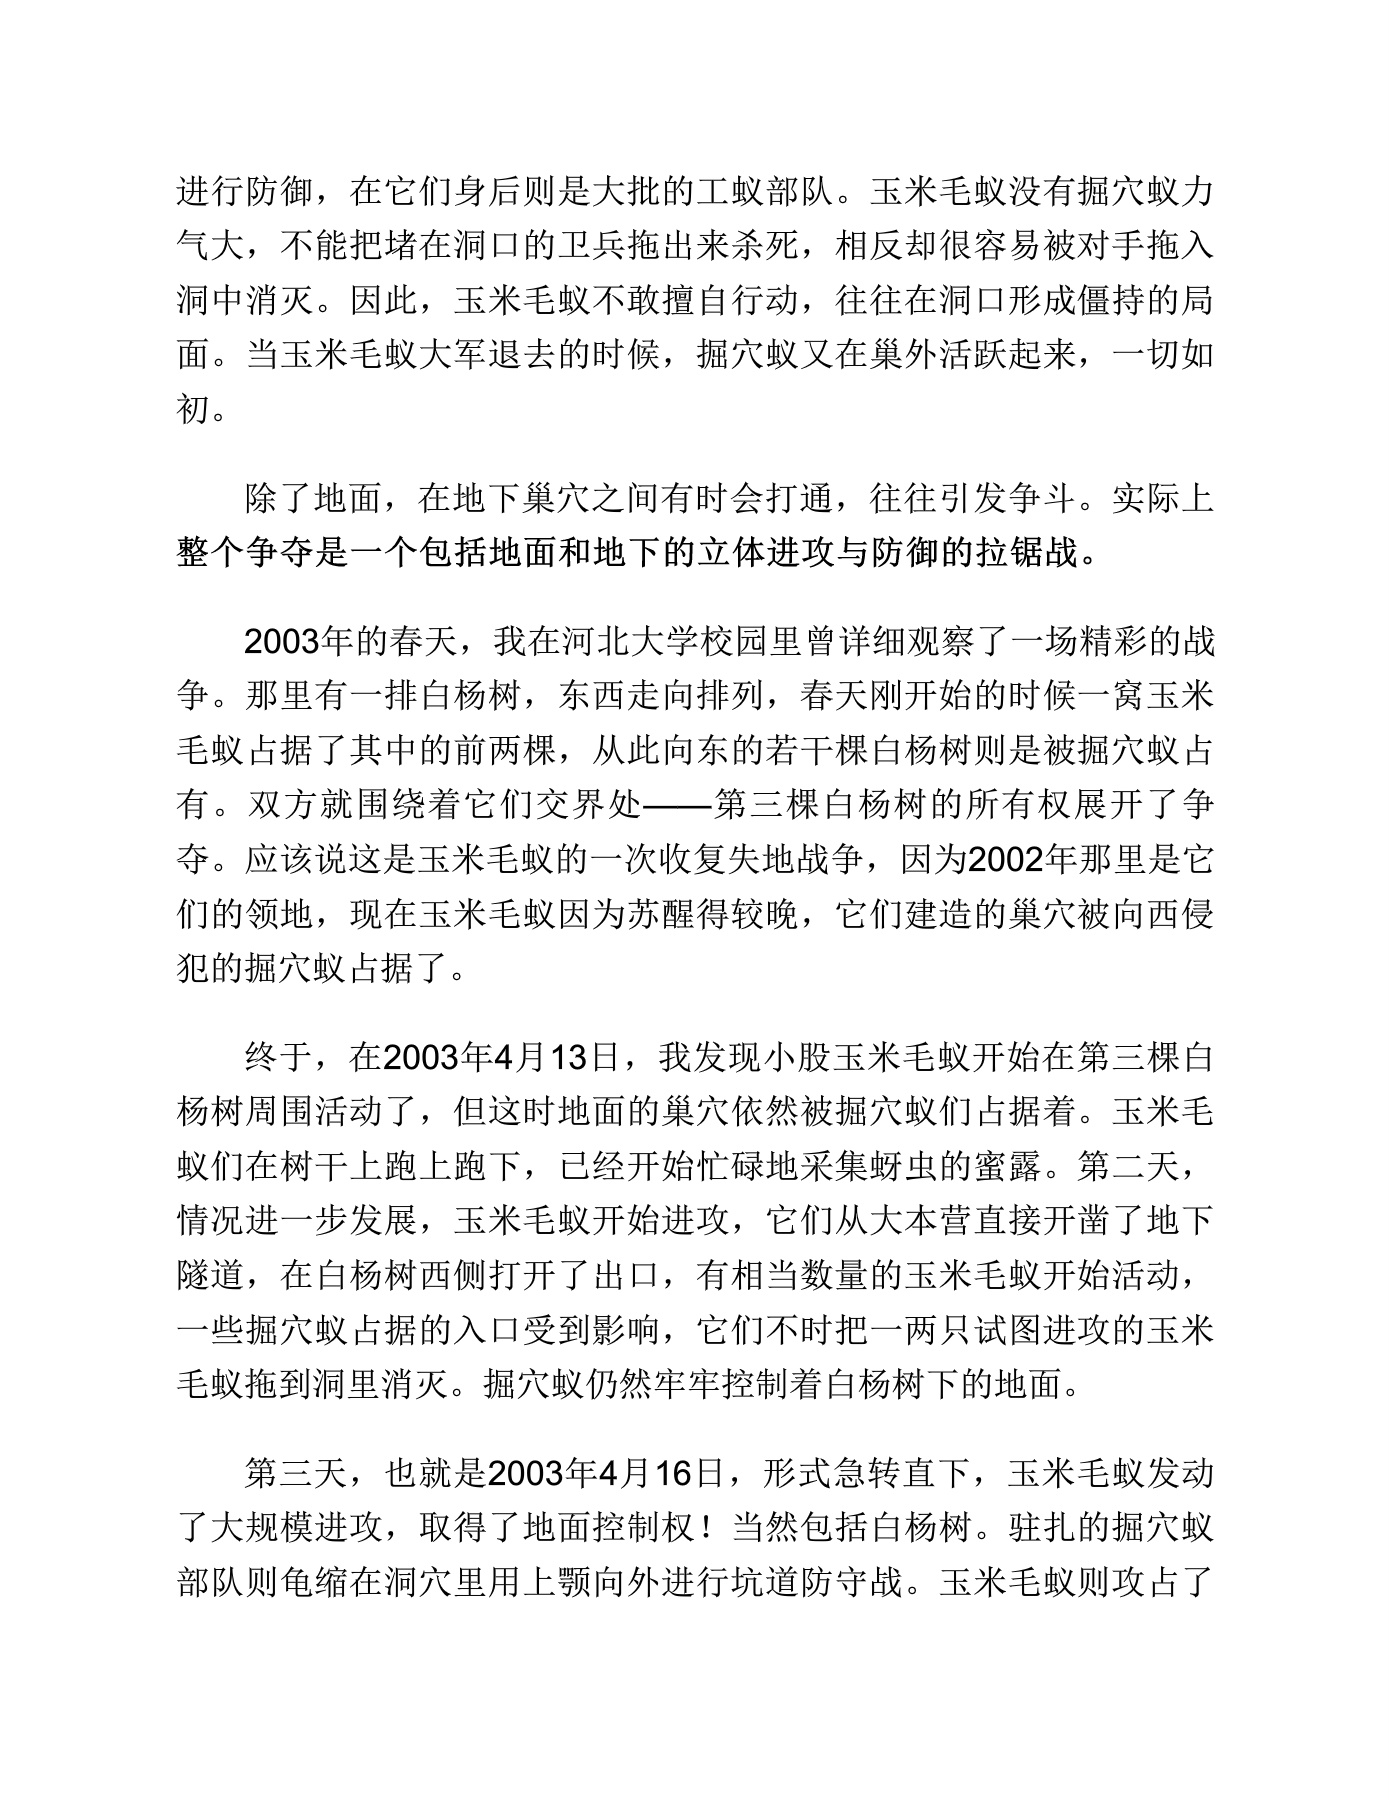 进行防御，在它们身后则是大批的工蚁部队。玉米毛蚁没有掘穴蚁力
气大，不能把堵在洞口的卫兵拖出来杀死，相反却很容易被对手拖入
洞中消灭。因此，玉米毛蚁不敢擅自行动，往往在洞口形成僵持的局
面。当玉米毛蚁大军退去的时候，掘穴蚁又在巢外活跃起来，一切如
初。
除了地面，在地下巢穴之间有时会打通，往往引发争斗。实际上
整个争夺是一个包括地面和地下的立体进攻与防御的拉锯战。
2003年的春天，我在河北大学校园里曾详细观察了一场精彩的战
争。那里有一排白杨树，东西走向排列，春天刚开始的时候一窝玉米
毛蚁占据了其中的前两棵，从此向东的若干棵白杨树则是被掘穴蚁占
有。双方就围绕着它们交界处——第三棵白杨树的所有权展开了争
夺。应该说这是玉米毛蚁的一次收复失地战争，因为2002年那里是它
们的领地，现在玉米毛蚁因为苏醒得较晚，它们建造的巢穴被向西侵
犯的掘穴蚁占据了。
终于，在2003年4月13日，我发现小股玉米毛蚁开始在第三棵白
杨树周围活动了，但这时地面的巢穴依然被掘穴蚁们占据着。玉米毛
蚁们在树干上跑上跑下，已经开始忙碌地采集蚜虫的蜜露。第二天，
情况进一步发展，玉米毛蚁开始进攻，它们从大本营直接开凿了地下
隧道，在白杨树西侧打开了出口，有相当数量的玉米毛蚁开始活动，
一些掘穴蚁占据的入口受到影响，它们不时把一两只试图进攻的玉米
毛蚁拖到洞里消灭。掘穴蚁仍然牢牢控制着白杨树下的地面。
第三天，也就是2003年4月16日，形式急转直下，玉米毛蚁发动
了大规模进攻，取得了地面控制权！当然包括白杨树。驻扎的掘穴蚁
部队则龟缩在洞穴里用上颚向外进行坑道防守战。玉米毛蚁则攻占了